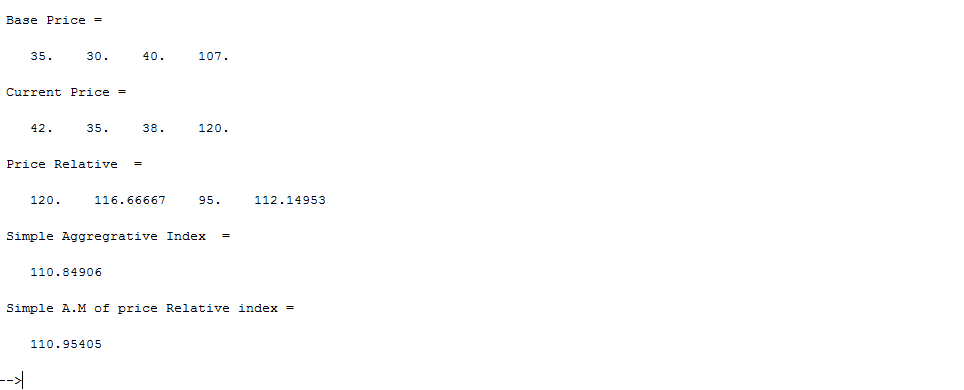 Base Price =
35. 30. 40. 107.
Current Price =
42. 35. 38. 120.
Price Relative =
120. 116.66667 95. 112.14953
Simple Aggregrative Index =
110.84906
Simple A.M of price Relative index =
110.95405
-->